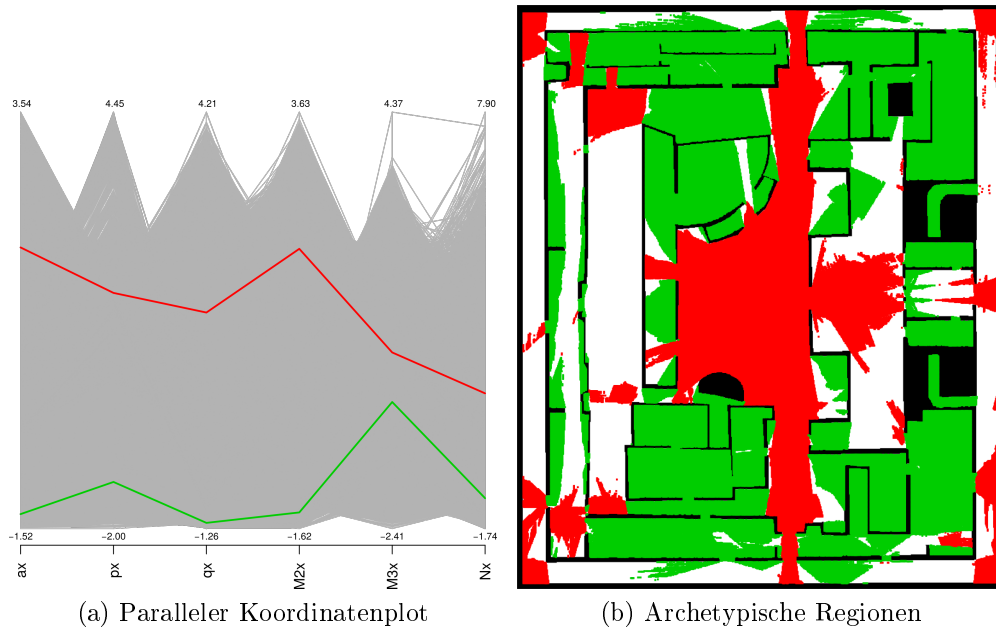 3.54 4.45 4.21 3.63 4.37 7.90
−1.52 −2.00 −1.26 −1.62 −2.41 −1.74
ax px qx M2x M3x Nx
(a) Paralleler Koordinatenplot
(b) Archetypische Regionen